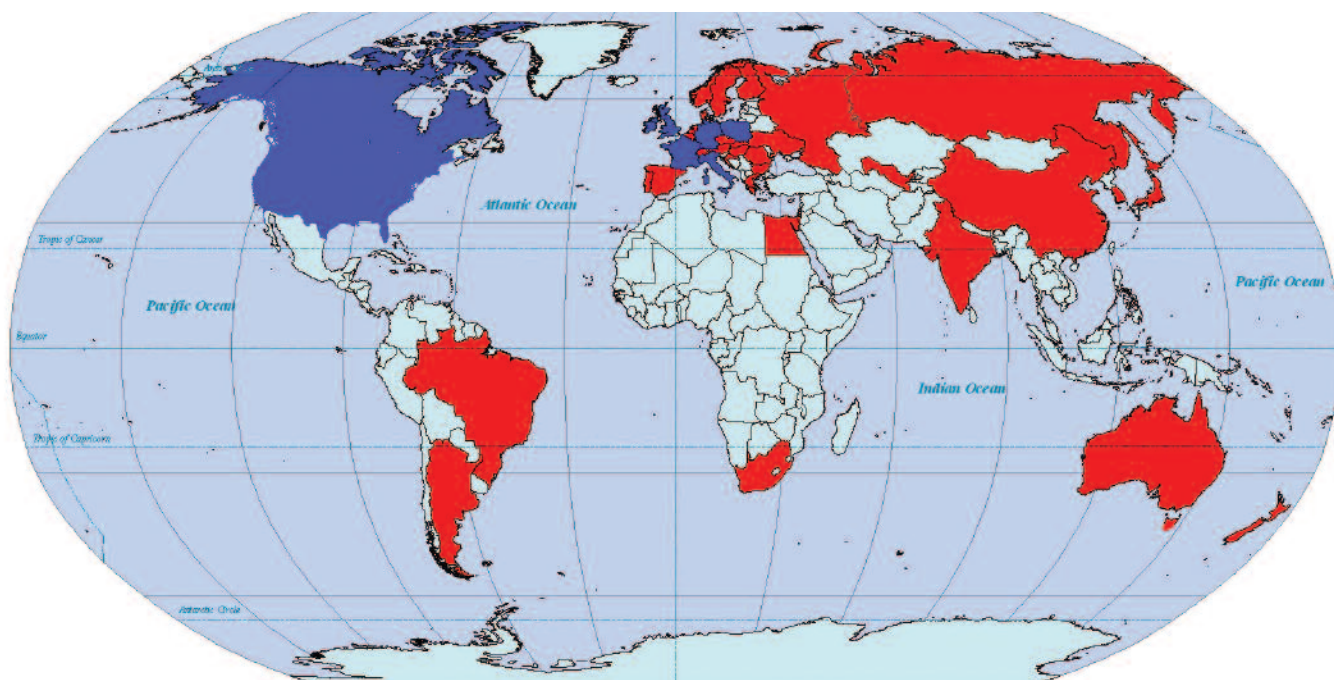 Atlantic Ocean
Tropic of Cancer
Pacific Ocean
Pacific Ocean
Equator
Indian Ocean
Tropic of Capricorn
Antarctic Circle